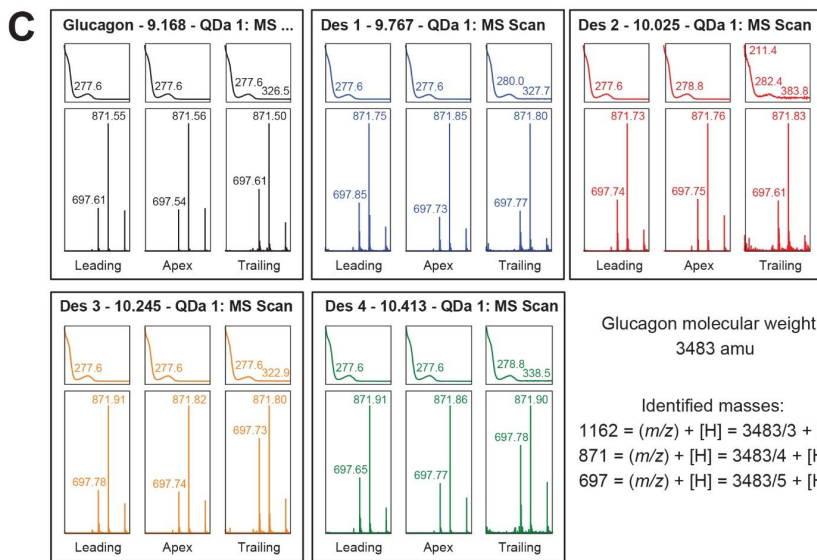 C
Glucagon - 9.168 - QDa 1: MS ...
277.6
277.6
277.6
326.5
871.55
871.56
871.50
697.61
697.54
697.61
Leading
Apex
Trailing
Des 1 - 9.767 - QDa 1: MS Scan
277.6
277.6
280.0
327.7
871.75
871.85
871.80
697.85
697.73
697.77
Leading
Apex
Trailing
Des 2 - 10.025 - QDa 1: MS Scan
277.6
278.8
211.4
282.4
383.8
871.73
871.76
871.83
697.74
697.75
697.61
Leading
Apex
Trailing
Des 3 - 10.245 - QDa 1: MS Scan
277.6
277.6
277.6
322.9
871.91
871.82
871.80
697.78
697.74
697.73
Leading
Apex
Trailing
Des 4 - 10.413 - QDa 1: MS Scan
277.6
277.6
278.8
338.5
871.91
871.86
871.90
697.65
697.77
697.78
Leading
Apex
Trailing
Glucagon molecular weight
3483 amu
Identified masses:
1162 = (m/z) + [H] = 3483/3 +
871 = (m/z) + [H] = 3483/4 + [H
697 = (m/z) + [H] = 3483/5 + [H